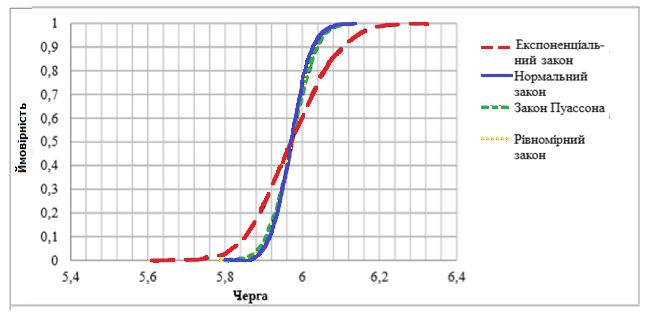 1
0,9
0,8
0,7
0,6
0,5
0,4
0,3
0,2
0,1
0
Ймовірність
5,4 5,6 5,8 6 6,2 6,4
Черга
Експоненціаль-
ний закон
Нормальний
закон
Закон Пуассона
Рівномірний
закон